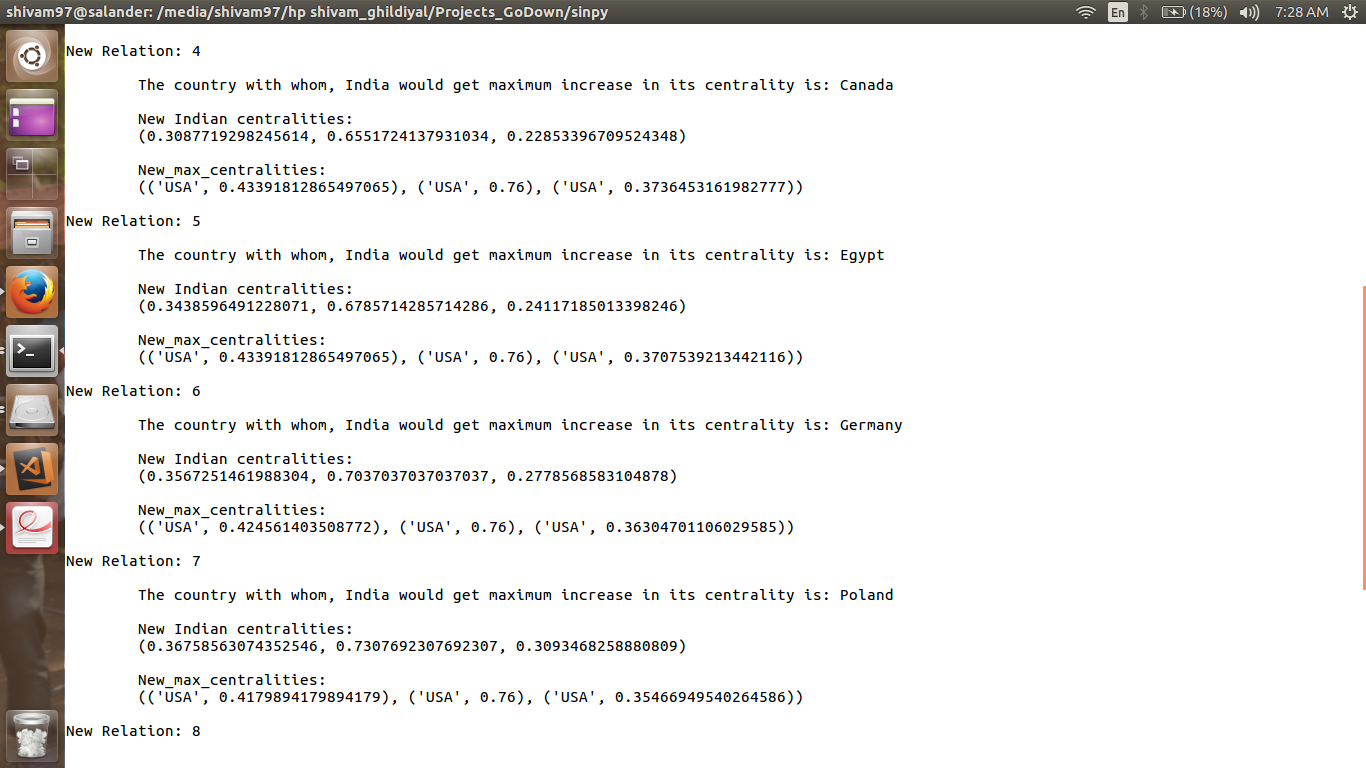 shivam97@salander: /media/shivam97/hp shivam_ghildiyal/Projects_GoDown/sinpy
En (18%) 7:28 AM
New Relation: 4
The country with whom, India would get maximum increase in its centrality is: Canada
New Indian centralities:
(0.3087719298245614, 0.6551724137931034, 0.22853396709524348)
New_max_centralities:
(('USA', 0.43391812865497065), ('USA', 0.76), ('USA', 0.3736453161982777))
New Relation: 5
The country with whom, India would get maximum increase in its centrality is: Egypt
New Indian centralities:
(0.3438596491228071, 0.6785714285714286, 0.24117185013398246)
New_max_centralities:
(('USA', 0.43391812865497065), ('USA', 0.76), ('USA', 0.3707539213442116))
New Relation: 6
The country with whom, India would get maximum increase in its centrality is: Germany
New Indian centralities:
(0.3567251461988304, 0.7037037037037037, 0.2778568583104878)
New_max_centralities:
(('USA', 0.424561403508772), ('USA', 0.76), ('USA', 0.36304701106029585))
New Relation: 7
The country with whom, India would get maximum increase in its centrality is: Poland
New Indian centralities:
(0.36758563074352546, 0.7307692307692307, 0.3093468258880809)
New_max_centralities:
(('USA', 0.4179894179894179), ('USA', 0.76), ('USA', 0.35466949540264586))
New Relation: 8